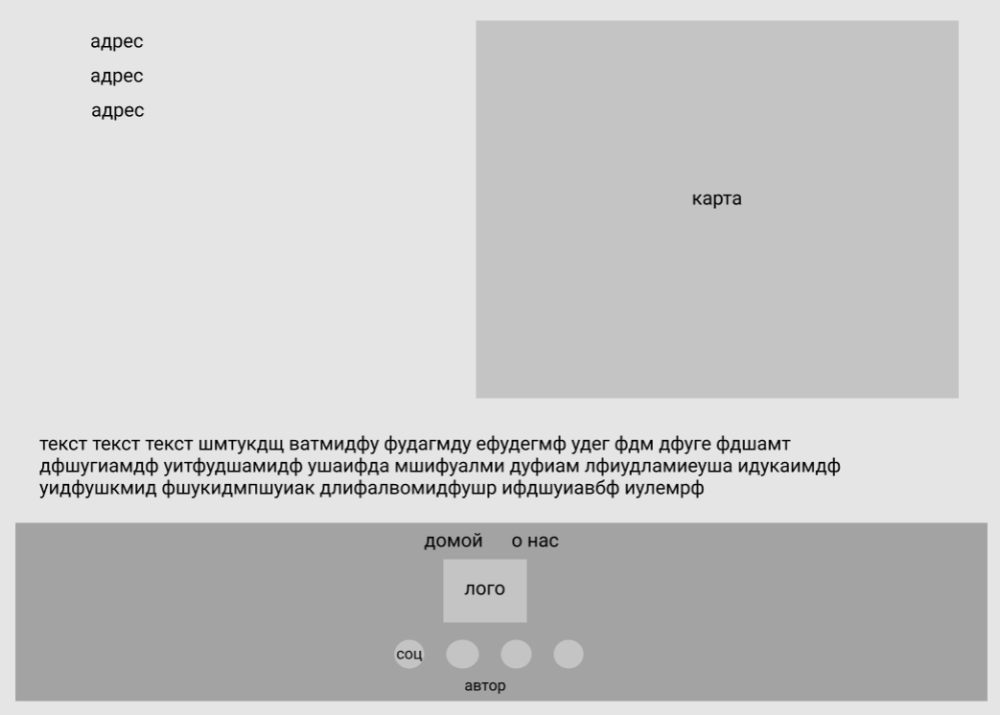 адрес
адрес
адрес
карта
текст текст текст шмтукдщ ватмидфу фудагмду ефудегмф удег фдм дфуге фдшамт
дфшугиамдф уитфудшамидф ушаифда мшифуалми дуфиам лфиудламиеуша идукаимдф
уидфушкмид фшукидмпшуиак длифалвомидфушр ифдшуиавбф иулемрф
домой о нас
лого
соц
автор